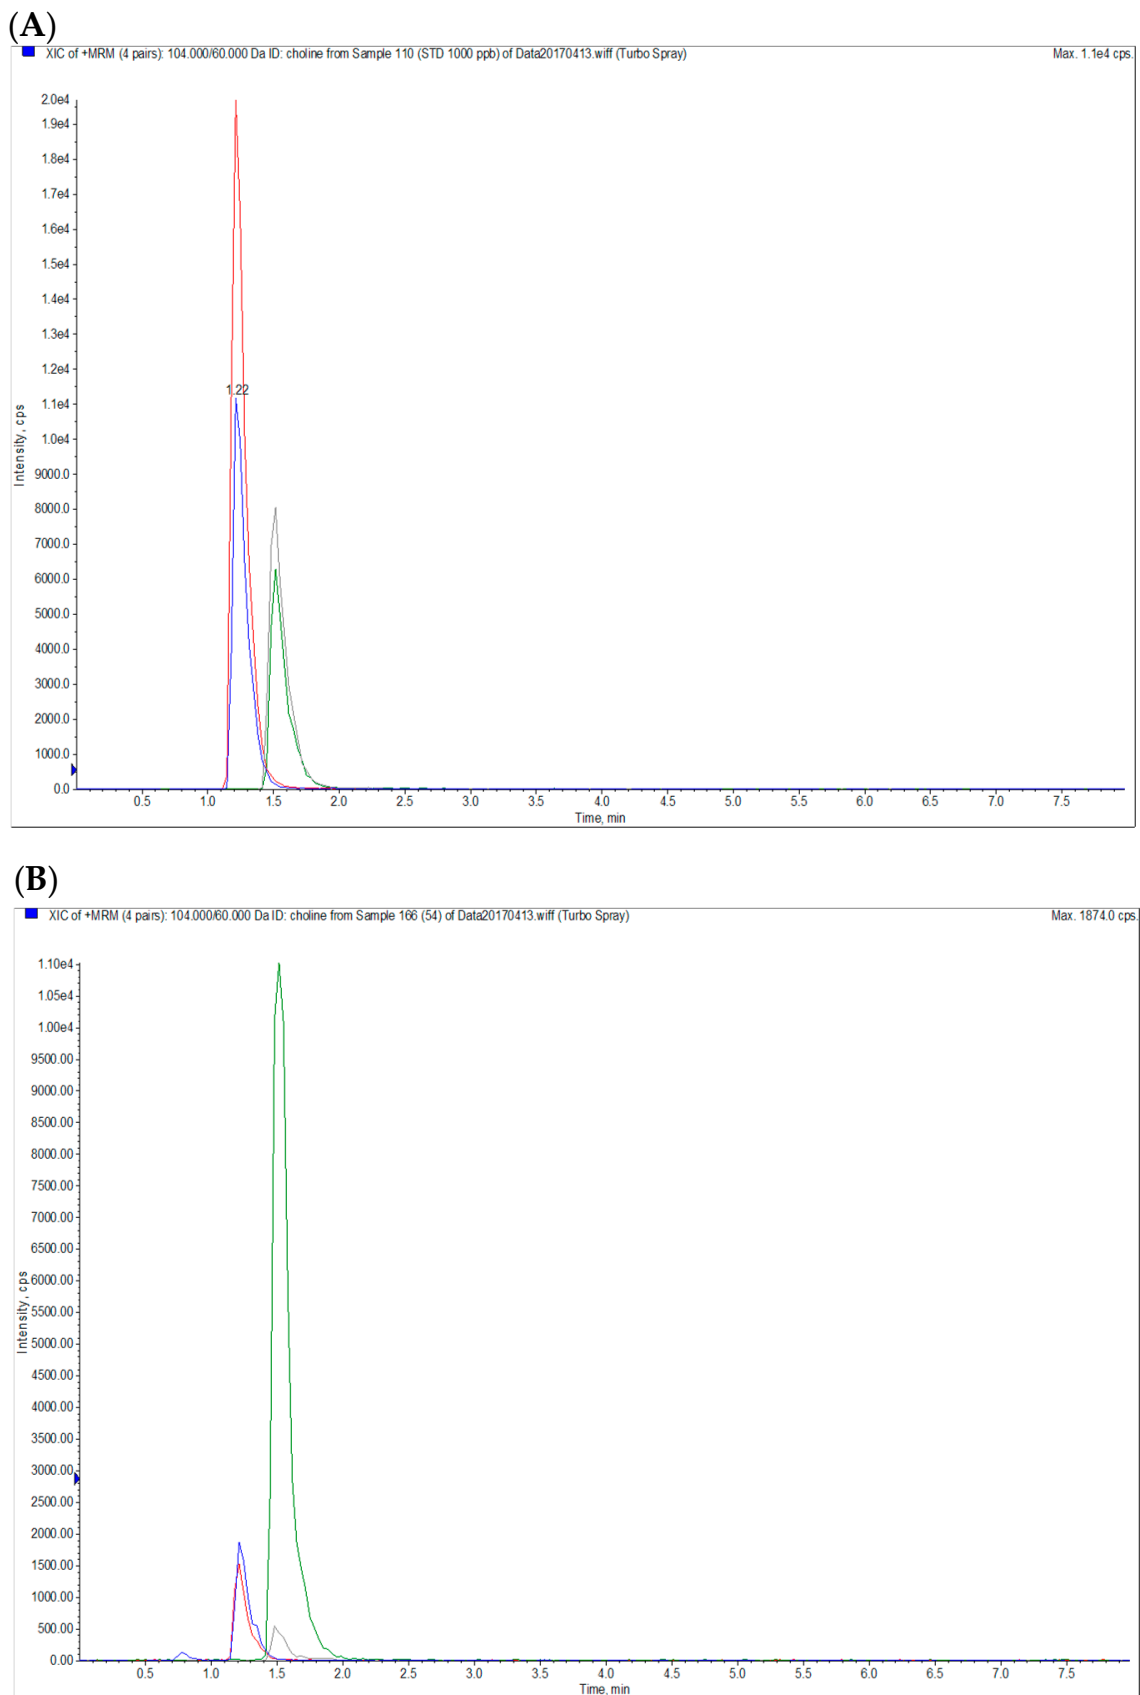 (A)
XIC of +MRM (4 pairs): 104.000/60.000 Da ID: choline from Sample 110 (STD 1000 ppb) of Data20170413.wiff (Turbo Spray) Max. 1.1e4 cps.
2.0e4
1.9e4
1.8e4
1.7e4
1.6e4
1.5e4
1.4e4
1.3e4
1.2e4
1.1e4
1.0e4
9000.0
8000.0
7000.0
6000.0
5000.0
4000.0
3000.0
2000.0
1000.0
0.0
Intensity, cps
1.22
0.5 1.0 1.5 2.0 2.5 3.0 3.5 4.0 4.5 5.0 5.5 6.0 6.5 7.0 7.5
Time, min
(B)
XIC of +MRM (4 pairs): 104.000/60.000 Da ID: choline from Sample 166 (54) of Data20170413.wiff (Turbo Spray) Max. 1874.0 cps.
1.10e4
1.05e4
1.00e4
9500.00
9000.00
8500.00
8000.00
7500.00
7000.00
6500.00
6000.00
5500.00
5000.00
4500.00
4000.00
3500.00
3000.00
2500.00
2000.00
1500.00
1000.00
500.00
0.00
Intensity, cps
0.5 1.0 1.5 2.0 2.5 3.0 3.5 4.0 4.5 5.0 5.5 6.0 6.5 7.0 7.5
Time, min